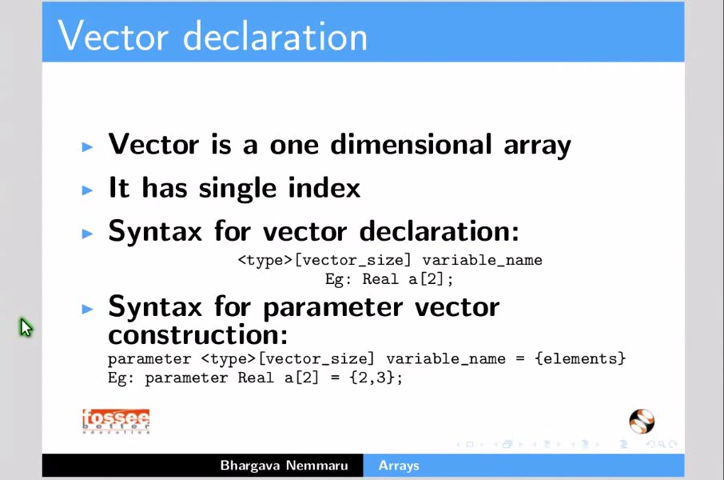 Vector declaration
Vector is a one dimensional array
It has single index
Syntax for vector declaration:
<type>[vector_size] variable_name
Eg: Real a[2];
Syntax for parameter vector
construction:
parameter <type>[vector_size] variable_name = {elements}
Eg: parameter Real a[2] = {2,3};
fossee
better
education
Bhargava Nemmaru Arrays